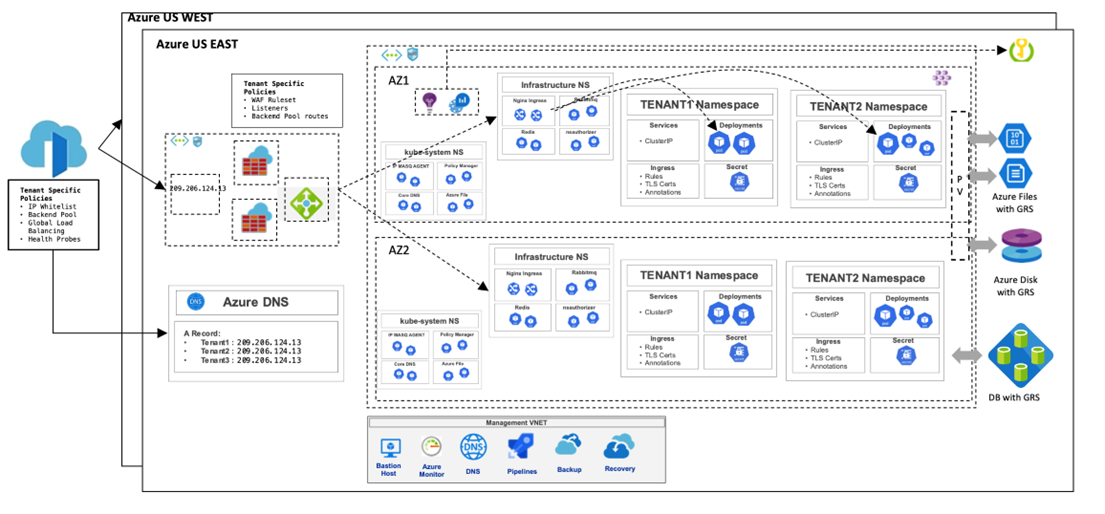 Azure US WEST
Azure US EAST
Tenant Specific
Policies
• WAF Ruleset
• Listeners
• Backend Pool routes
209.206.124.13
Tenant Specific
Policies
• IP Whitelist
• Backend Pool
• Global Load
Balancing
• Health Probes
DNS
Azure DNS
A Record:
• Tenant1 : 209.206.124.13
• Tenant2 : 209.206.124.13
• Tenant3 : 209.206.124.13
AZ1
Infrastructure NS
Nginx Ingress
Rabbitmq
Redis
nsauthorizer
kube-system NS
IP MASQ AGENT
Policy Manager
Core DNS
Azure File
TENANT1 Namespace
Services
• ClusterIP
Deployments
Ingress
• Rules
• TLS Certs
• Annotations
Secret
TENANT2 Namespace
Services
• ClusterIP
Deployments
Ingress
• Rules
• TLS Certs
• Annotations
Secret
P
V
AZ2
Infrastructure NS
Nginx Ingress
Rabbitmq
Redis
nsauthorizer
kube-system NS
IP MASQ AGENT
Policy Manager
Core DNS
Azure File
TENANT1 Namespace
Services
• ClusterIP
Deployments
Ingress
• Rules
• TLS Certs
• Annotations
Secret
TENANT2 Namespace
Services
• ClusterIP
Deployments
Ingress
• Rules
• TLS Certs
• Annotations
Secret
10
01
Azure Files
with GRS
Azure Disk
with GRS
DB with GRS
Management VNET
DNS
Bastion
Host
Azure
Monitor
DNS
Pipelines
Backup
Recovery